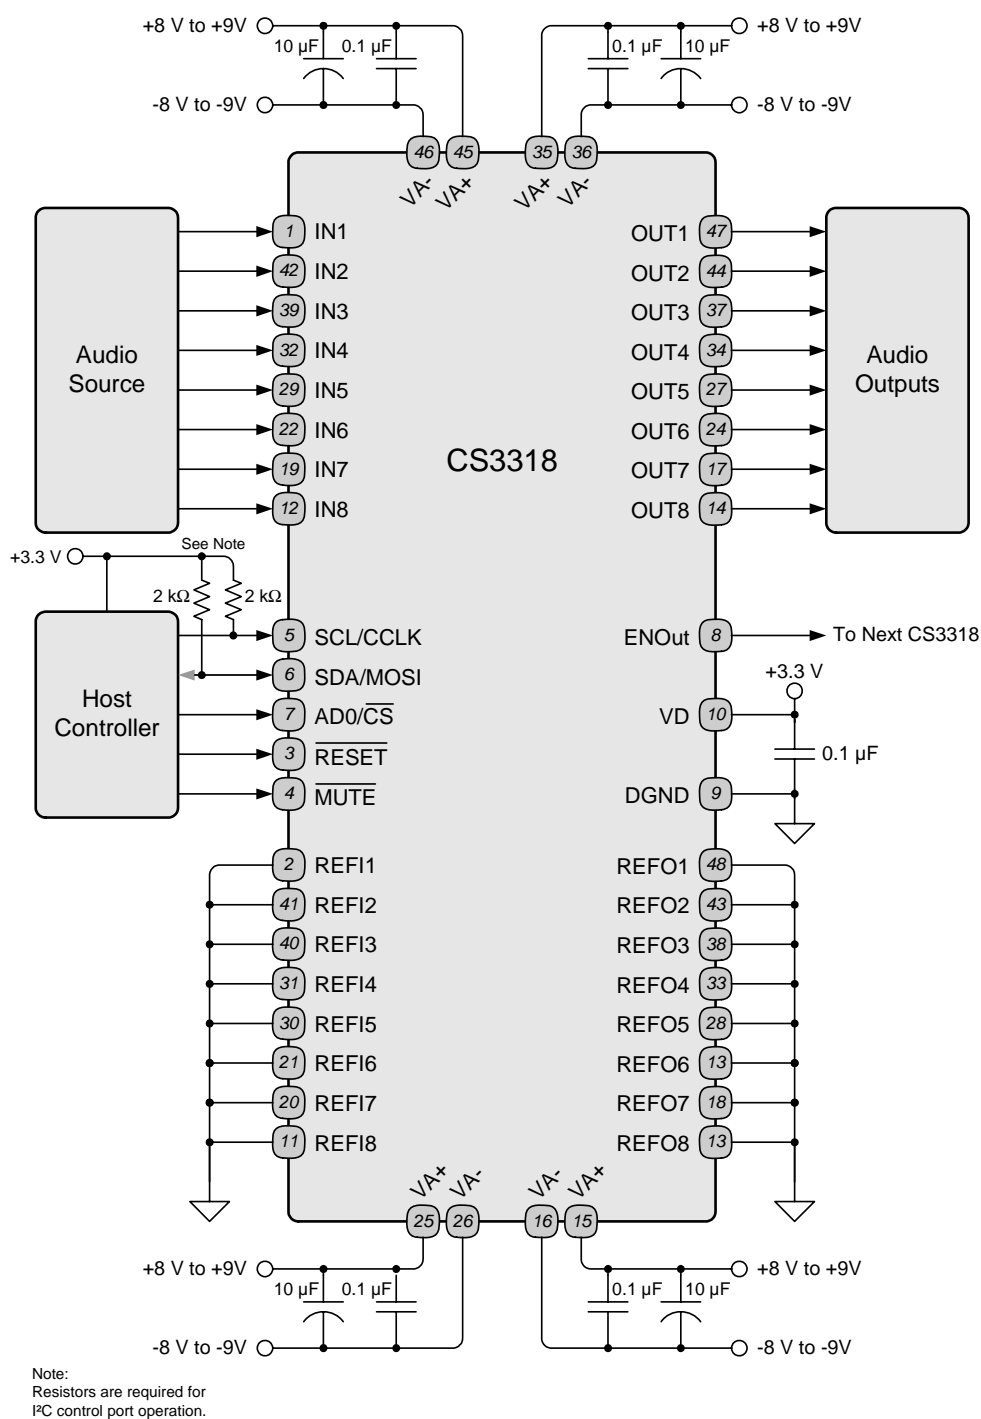 +8 V to +9V
10 µF
0.1 µF
-8 V to -9V
+8 V to +9V
0.1 µF
10 µF
-8 V to -9V
46
45
35
36
VA-
VA+
VA+
VA-
Audio
Source
1 IN1
42 IN2
39 IN3
32 IN4
29 IN5
22 IN6
19 IN7
12 IN8
CS3318
OUT1 47
OUT2 44
OUT3 37
OUT4 34
OUT5 27
OUT6 24
OUT7 17
OUT8 14
Audio
Outputs
See Note
+3.3 V
2 kΩ
2 kΩ
Host
Controller
5 SCL/CCLK
6 SDA/MOSI
7 AD0/CS
3 RESET
4 MUTE
ENOut 8
To Next CS3318
+3.3 V
VD 10
0.1 µF
DGND 9
2 REFI1
41 REFI2
40 REFI3
31 REFI4
30 REFI5
21 REFI6
20 REFI7
11 REFI8
REFO1 48
REFO2 43
REFO3 38
REFO4 33
REFO5 28
REFO6 13
REFO7 18
REFO8 13
VA+
VA-
VA-
VA+
25
26
16
15
+8 V to +9V
10 µF
0.1 µF
-8 V to -9V
+8 V to +9V
0.1 µF
10 µF
-8 V to -9V
Note:
Resistors are required for
I²C control port operation.